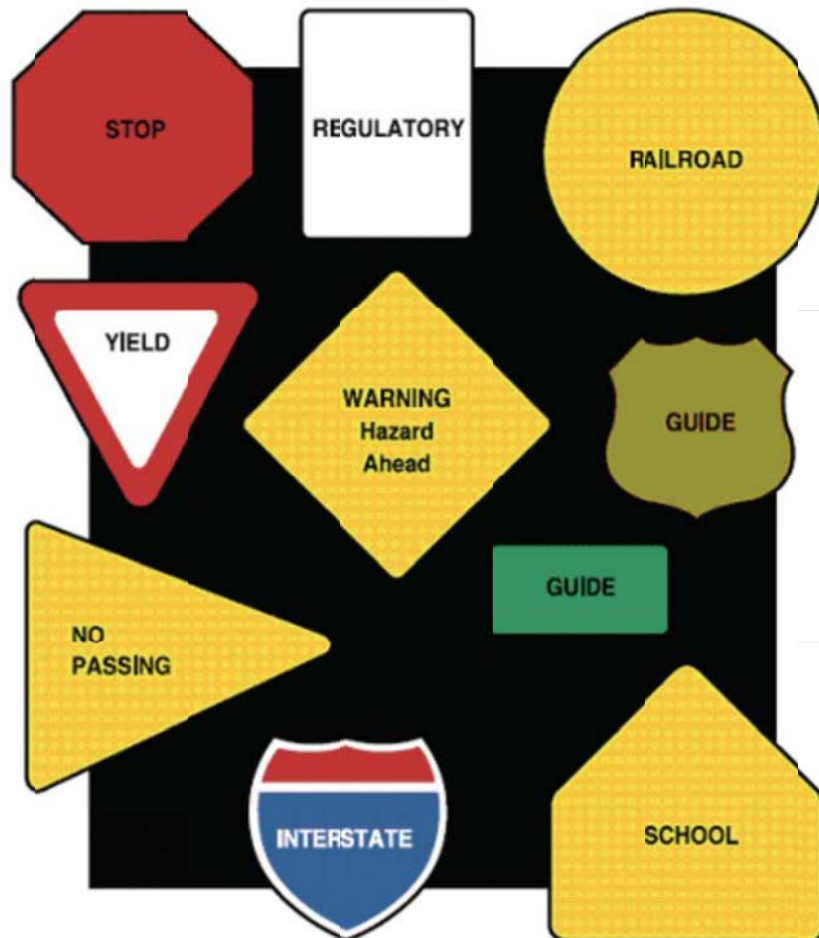 STOP
REGULATORY
RAILROAD
YIELD
WARNING
Hazard
Ahead
GUIDE
GUIDE
NO
PASSING
INTERSTATE
SCHOOL